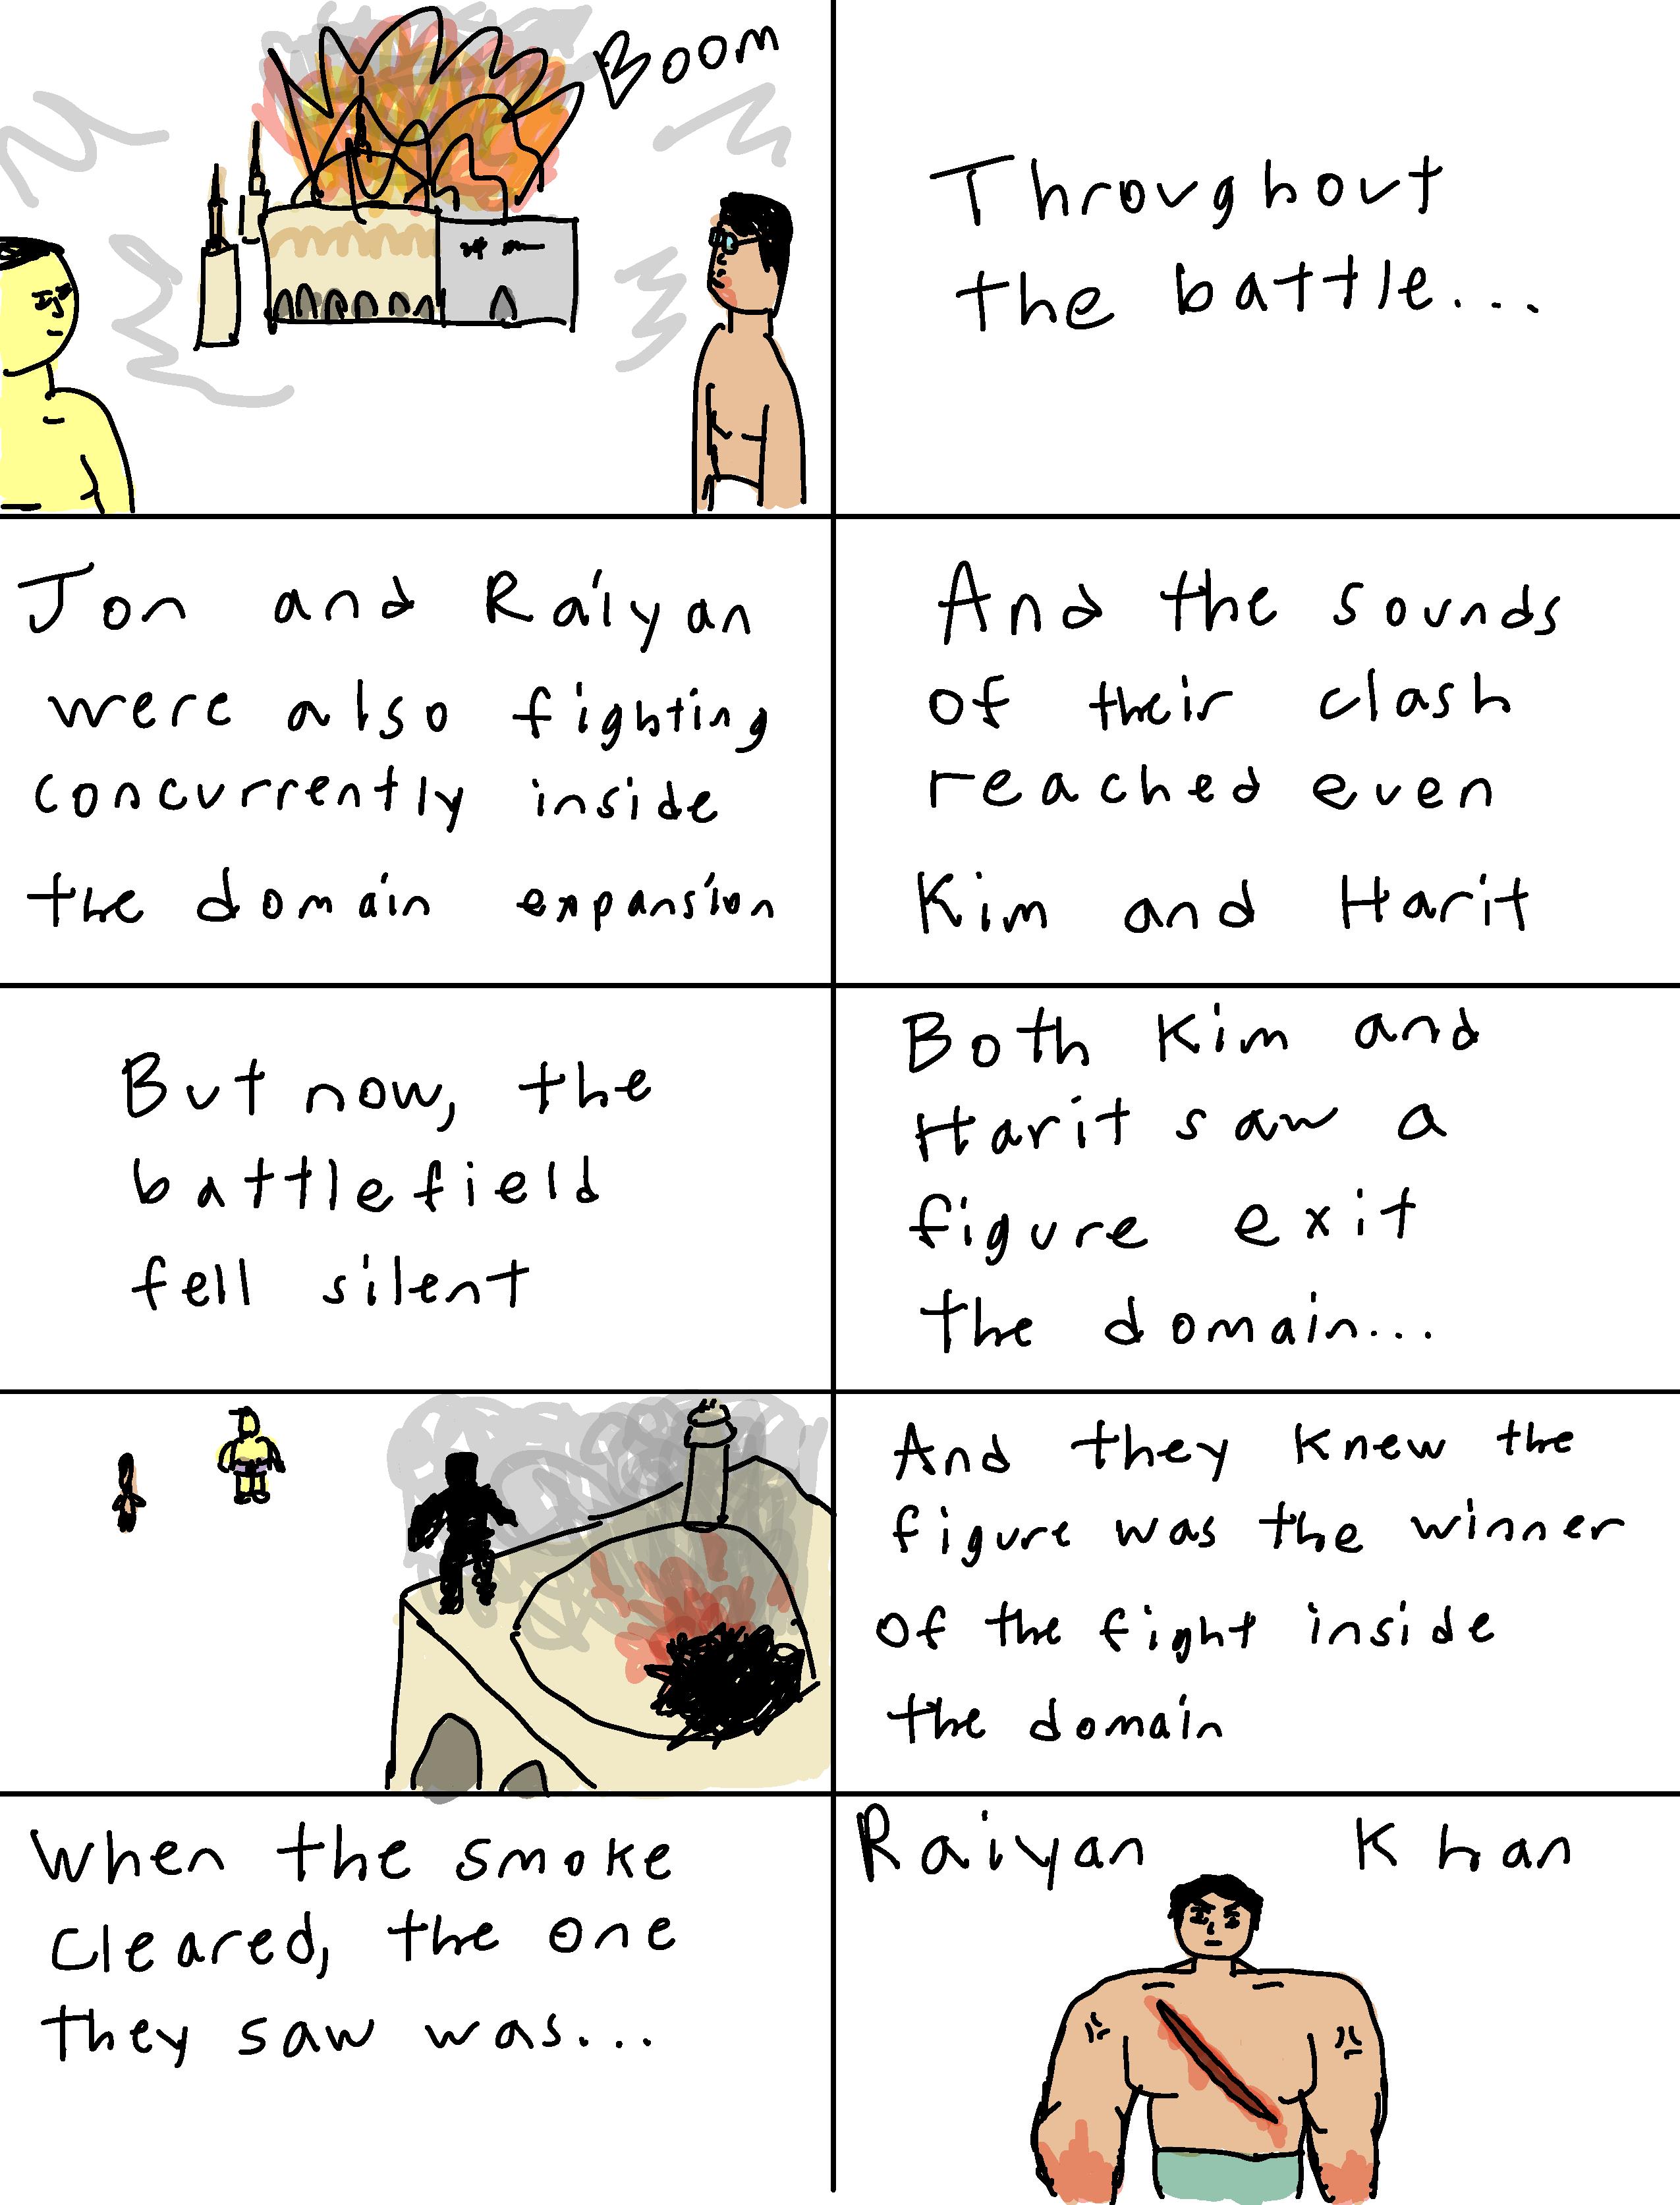 Boom
Throughout
the battle...
Jon and Raiyan
were also fighting
concurrently inside
the domain expansion
And the sounds
of their clash
reached even
Kim and Harit
But now, the
battlefield
fell silent
Both Kim and
Harit saw a
figure exit
the domain...
And they knew the
figure was the winner
of the fight inside
the domain
When the smoke
cleared, the one
they saw was...
Raiyan Khan